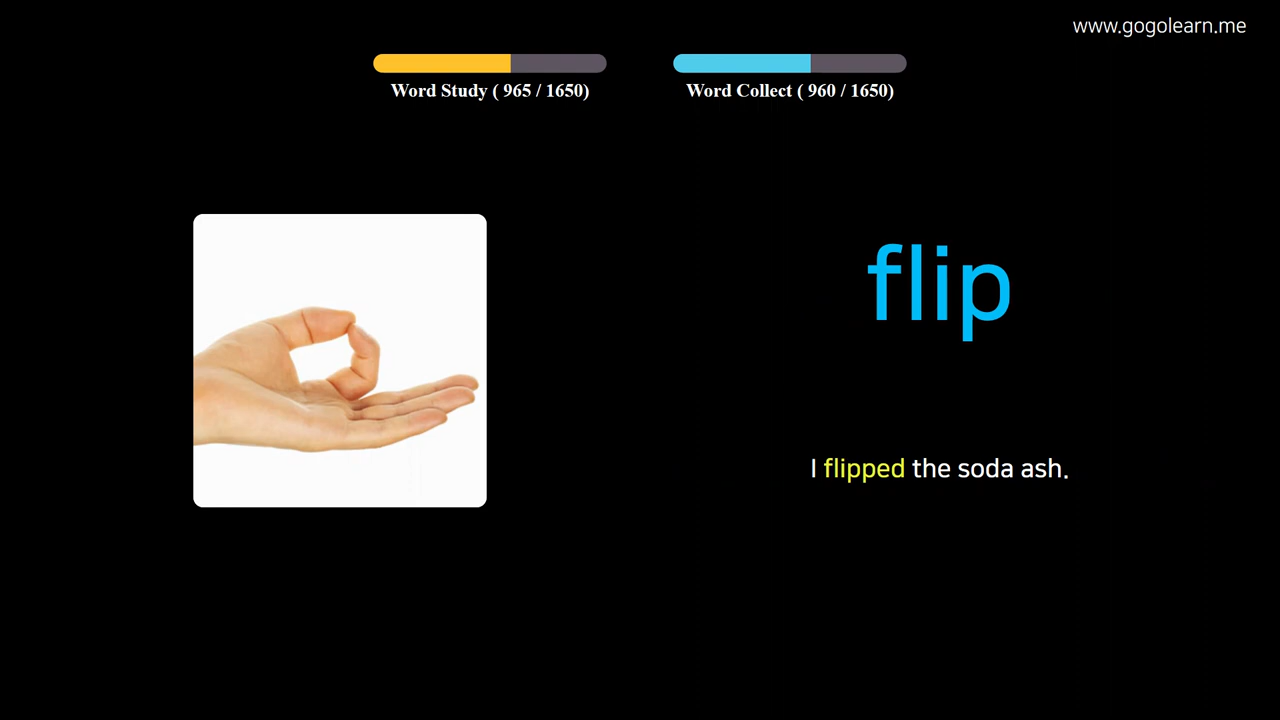 www.gogolearn.me
Word Study ( 965 / 1650)
Word Collect ( 960 / 1650)
flip
I flipped the soda ash.